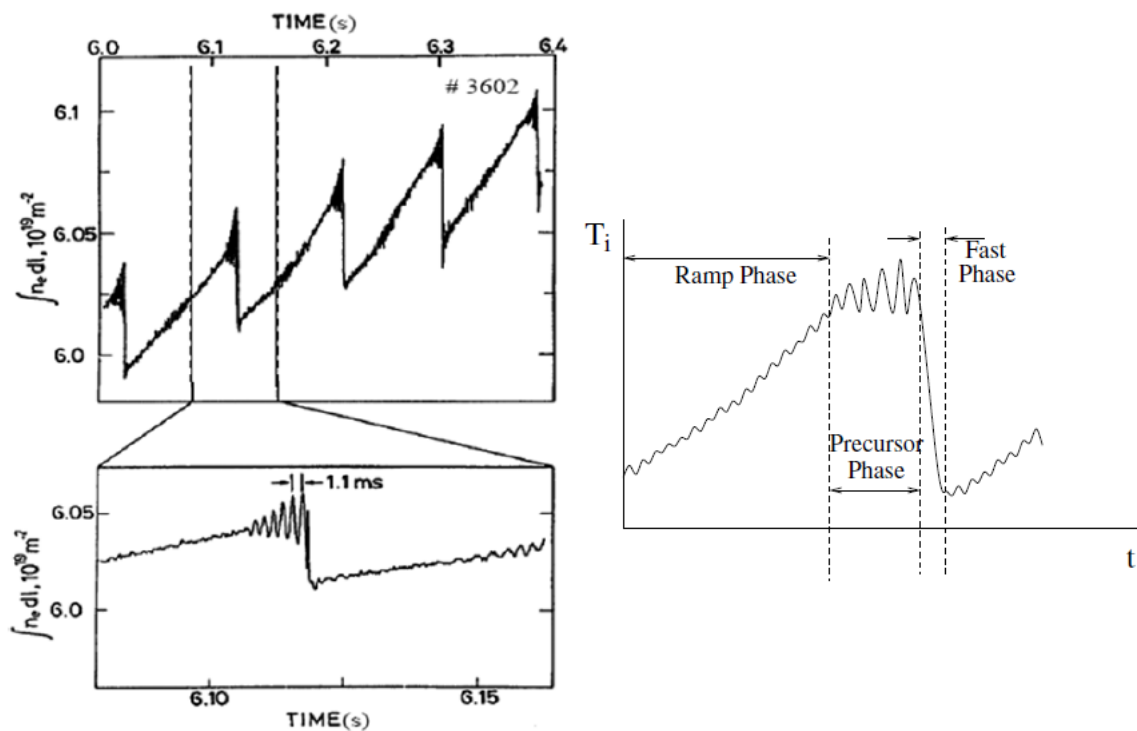 TIME(s)
6.0 6.1 6.2 6.3 6.4
# 3602
6.1
6.05
6.0
∫nₑdl, 10¹⁹m⁻²
1.1 ms
6.05
6.0
∫nₑdl, 10¹⁹m⁻²
6.10 6.15
TIME(s)
Tᵢ
Ramp Phase
Fast
Phase
Precursor
Phase
t